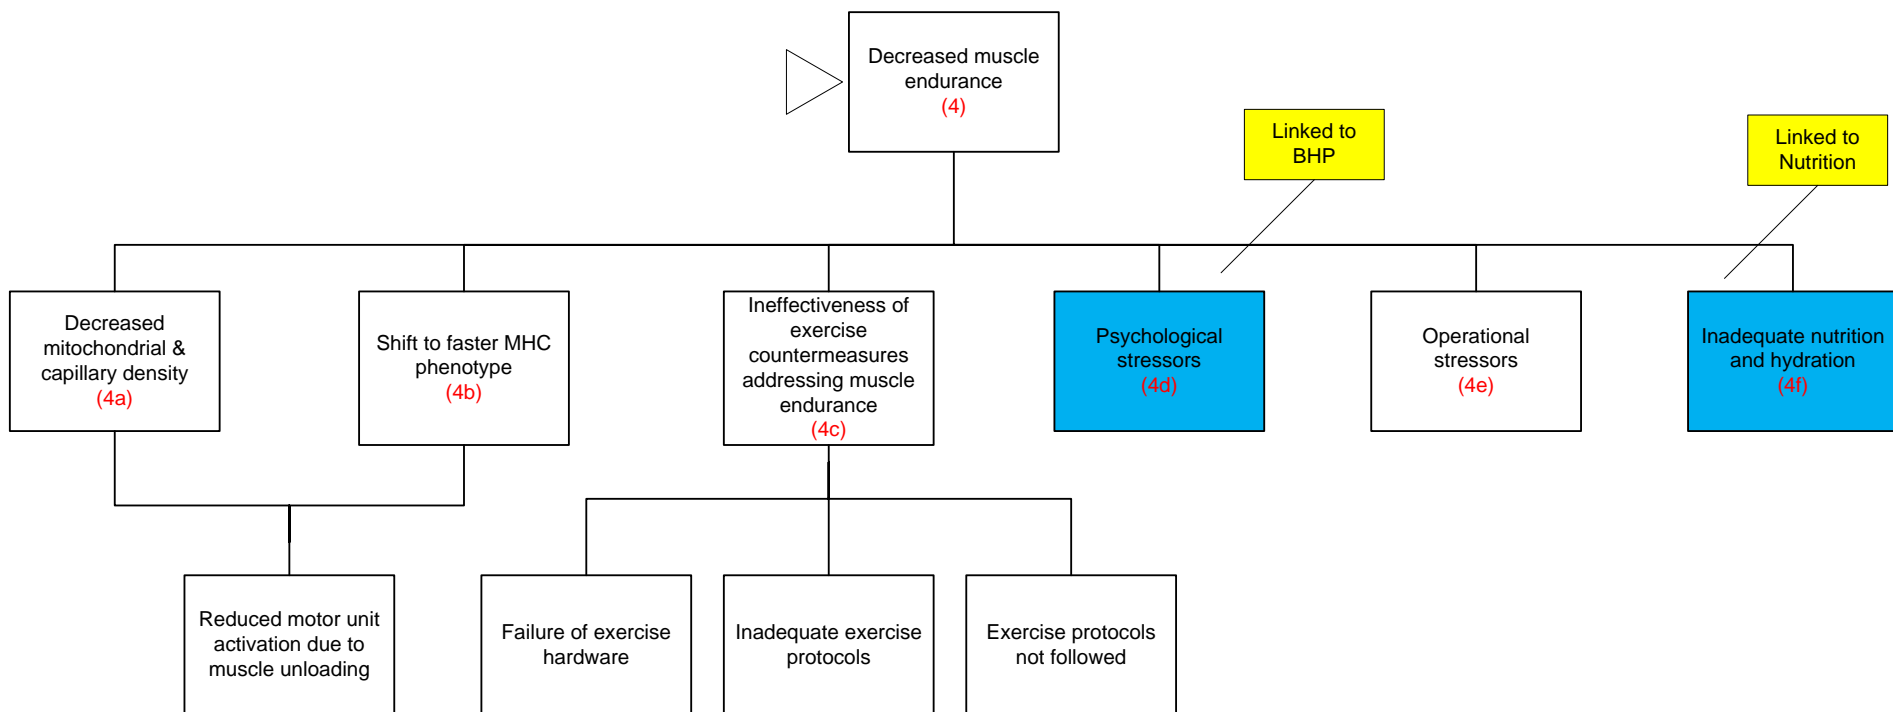 Decreased muscle
endurance
(4)
Linked to
BHP
Linked to
Nutrition
Decreased
mitochondrial &
capillary density
(4a)
Shift to faster MHC
phenotype
(4b)
Ineffectiveness of
exercise
countermeasures
addressing muscle
endurance
(4c)
Psychological
stressors
(4d)
Operational
stressors
(4e)
Inadequate nutrition
and hydration
(4f)
Reduced motor unit
activation due to
muscle unloading
Failure of exercise
hardware
Inadequate exercise
protocols
Exercise protocols
not followed